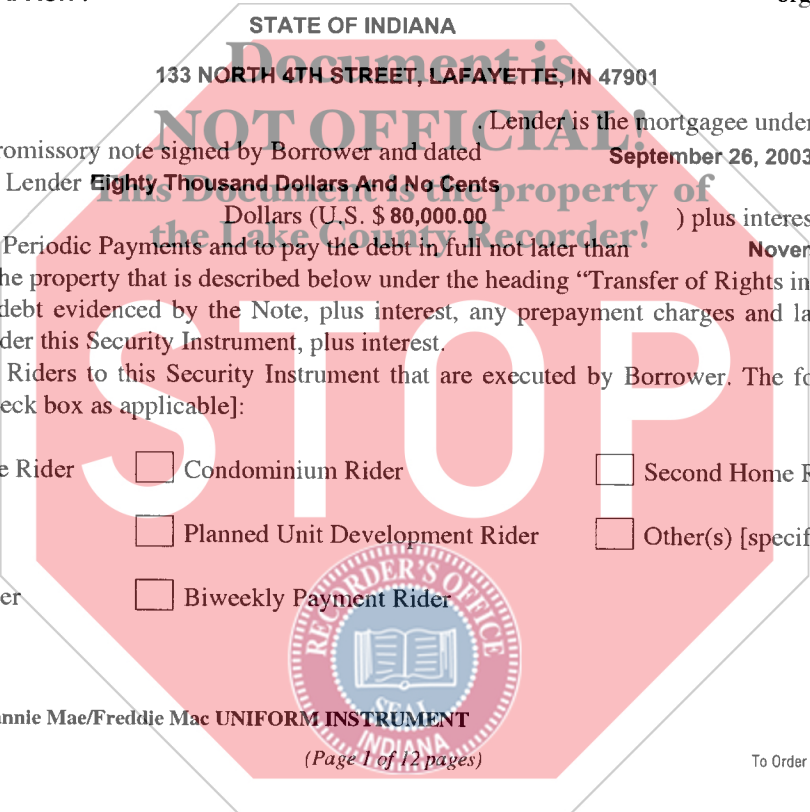 STATE OF INDIANA
Document is
133 NORTH 4TH STREET, LAFAYETTE, IN 47901
NOT OFFICIAL!
. Lender is the mortgagee under
romissory note signed by Borrower and dated September 26, 2003
Lender Eighty Thousand Dollars And No Cents
This Document is the property of
Dollars (U.S. $ 80,000.00 ) plus interes
the Lake County Recorder!
Periodic Payments and to pay the debt in full not later than Novem
he property that is described below under the heading “Transfer of Rights in
debt evidenced by the Note, plus interest, any prepayment charges and la
der this Security Instrument, plus interest.
Riders to this Security Instrument that are executed by Borrower. The fo
eck box as applicable]:
STOP
e Rider Condominium Rider Second Home R
Planned Unit Development Rider Other(s) [specif
er Biweekly Payment Rider
RECORDER'S OFFICE
SEAL
INDIANA
annie Mae/Freddie Mac UNIFORM INSTRUMENT
(Page 1 of 12 pages)
To Order